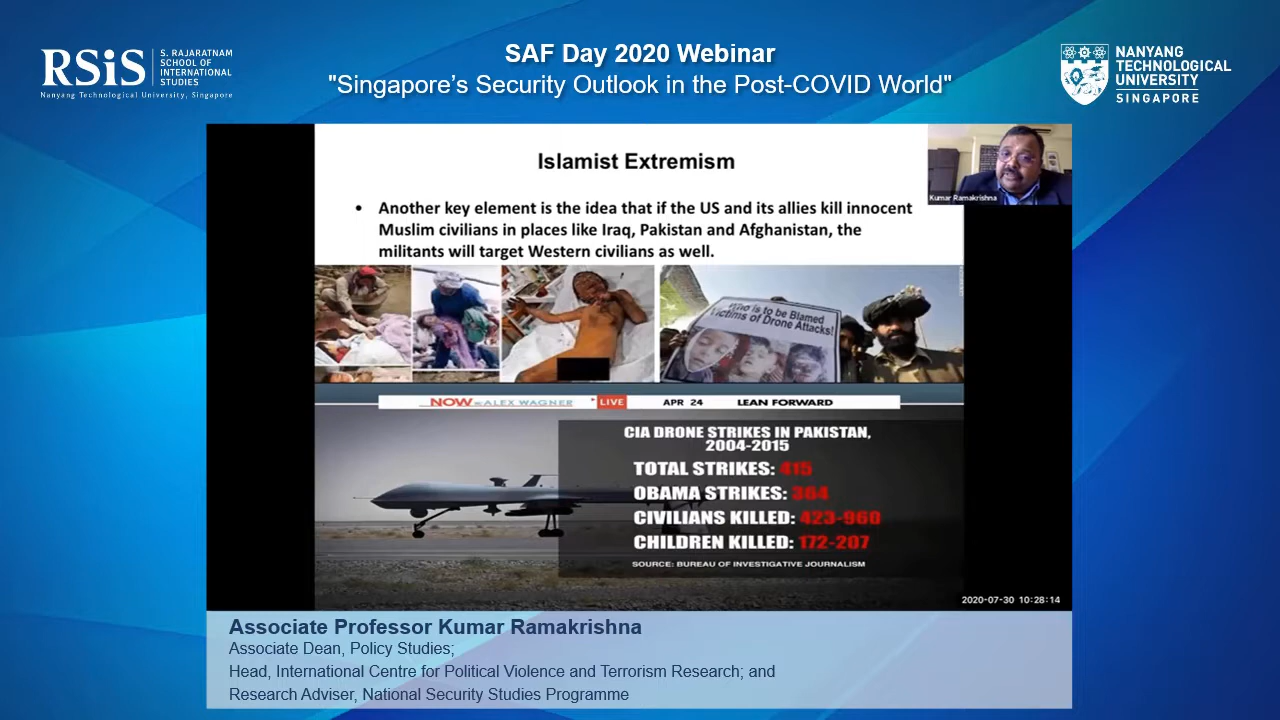 RSiS
S. RAJARATNAM
SCHOOL OF
INTERNATIONAL
STUDIES
Nanyang Technological University, Singapore
SAF Day 2020 Webinar
"Singapore’s Security Outlook in the Post-COVID World"
NANYANG
TECHNOLOGICAL
UNIVERSITY
SINGAPORE
Islamist Extremism
Kumar Ramakrishna
• Another key element is the idea that if the US and its allies kill innocent
Muslim civilians in places like Iraq, Pakistan and Afghanistan, the
militants will target Western civilians as well.
Who is to be Blamed
Victims of Drone Attacks!
NOW w/ALEX WAGNER LIVE APR 24 LEAN FORWARD
CIA DRONE STRIKES IN PAKISTAN,
2004-2015
TOTAL STRIKES: 415
OBAMA STRIKES: 364
CIVILIANS KILLED: 423-960
CHILDREN KILLED: 172-207
SOURCE: BUREAU OF INVESTIGATIVE JOURNALISM
2020-07-30 10:28:14
Associate Professor Kumar Ramakrishna
Associate Dean, Policy Studies;
Head, International Centre for Political Violence and Terrorism Research; and
Research Adviser, National Security Studies Programme